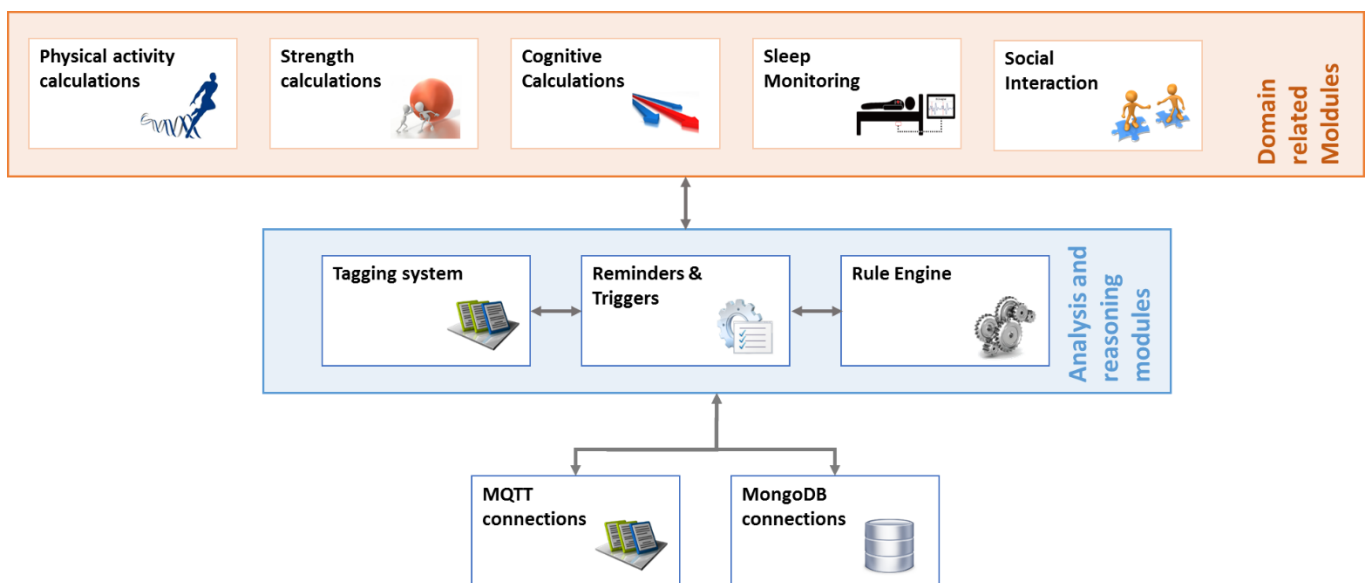 Physical activity
calculations
Strength
calculations
Cognitive
Calculations
Sleep
Monitoring
Social
Interaction
Domain
related
Moldules
Tagging system
Reminders &
Triggers
Rule Engine
Analysis and
reasoning
modules
MQTT
connections
MongoDB
connections